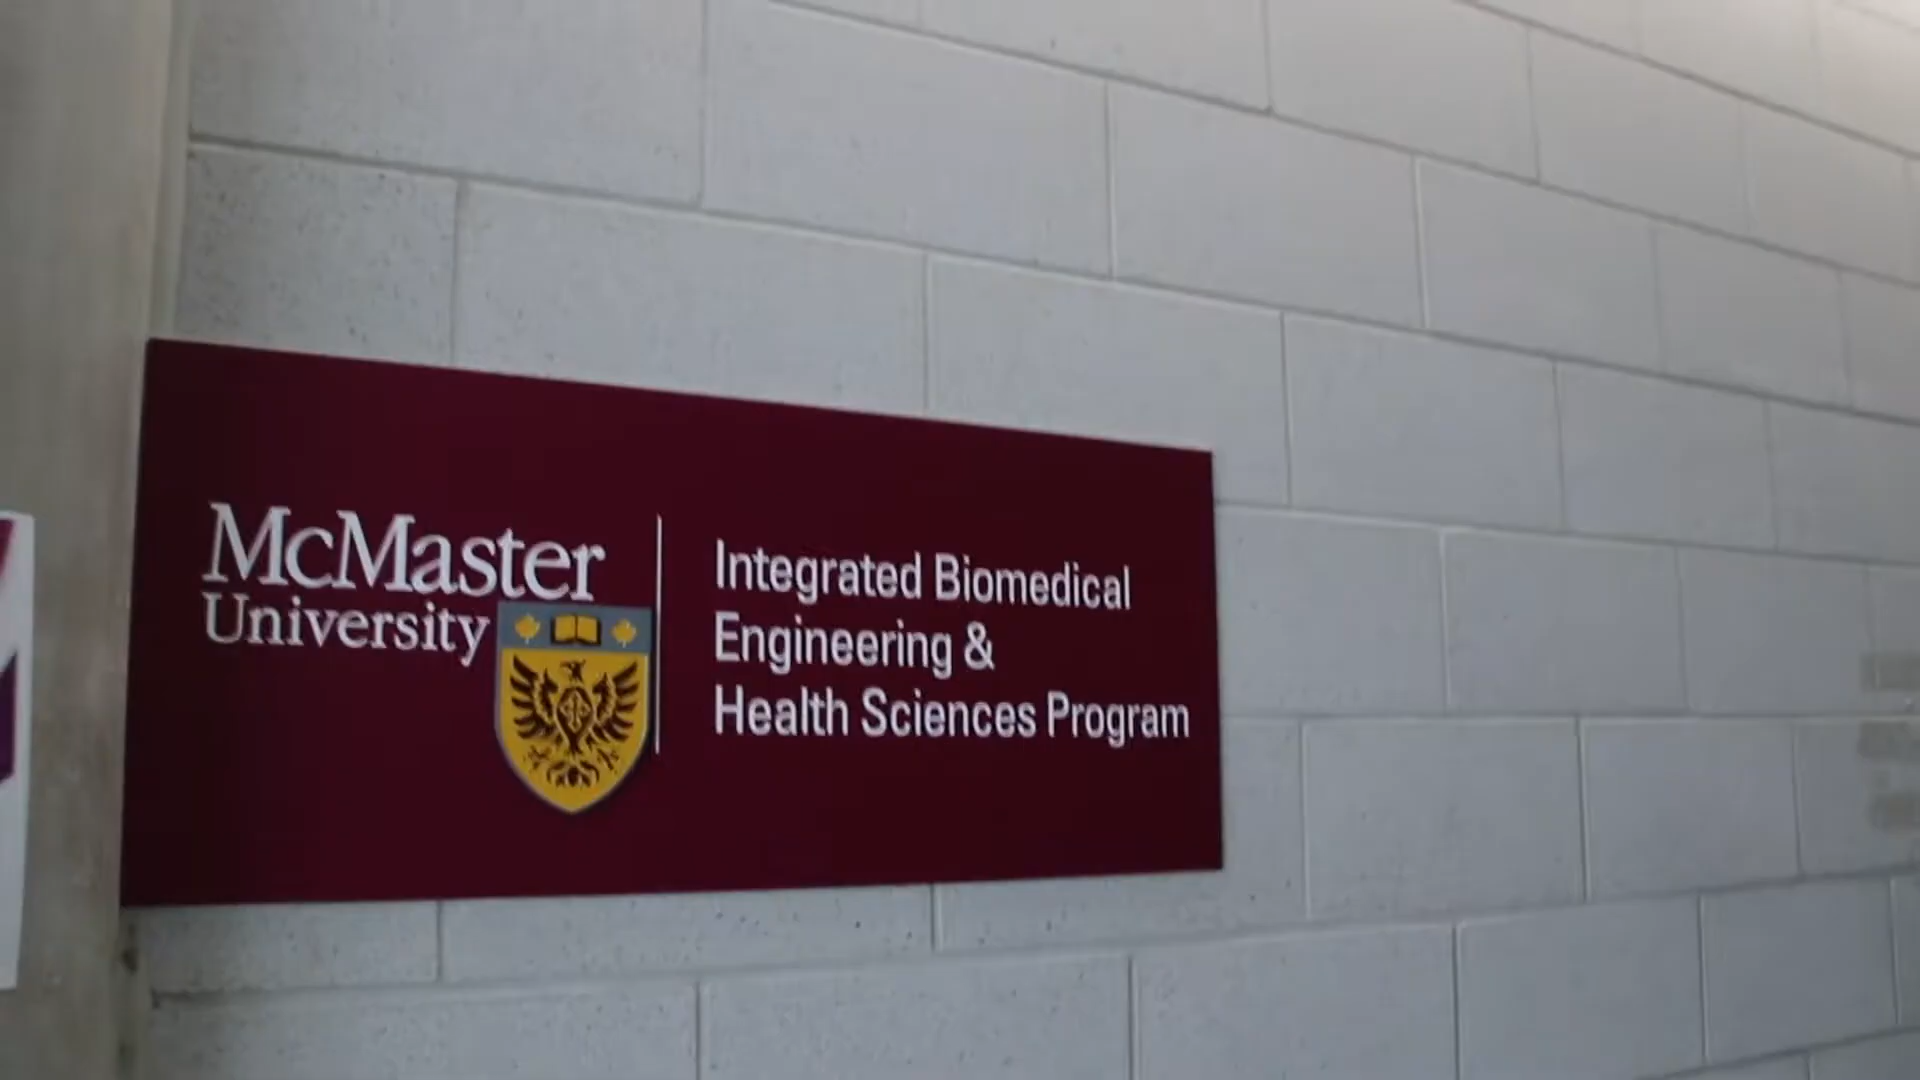 McMaster
University
Integrated Biomedical
Engineering &
Health Sciences Program